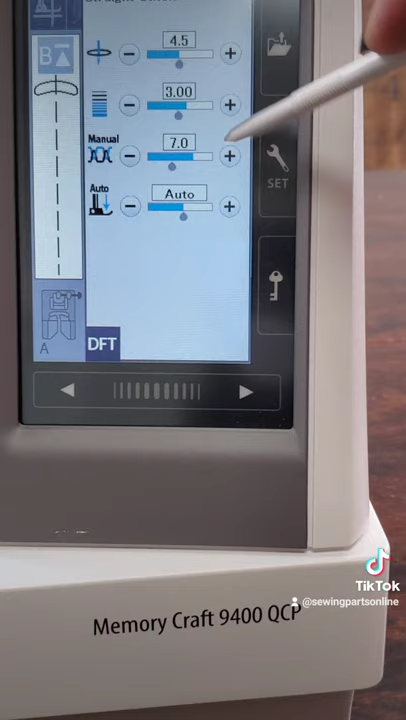 B
4.5
3.00
Manual
7.0
Auto
Auto
SET
A
DFT
TikTok
@sewingpartsonline
Memory Craft 9400 QCP